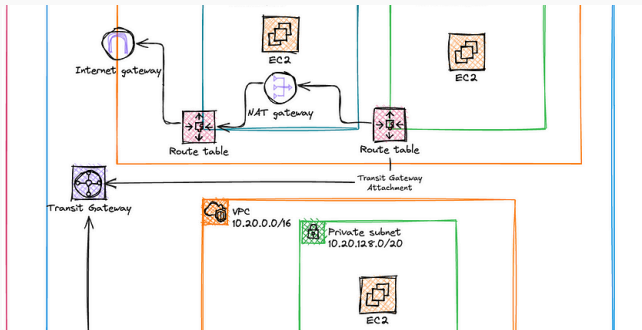 EC2
EC2
Internet gateway
NAT gateway
Route table
Route table
Transit Gateway
Attachment
Transit Gateway
VPC
10.20.0.0/16
Private subnet
10.20.128.0/20
EC2